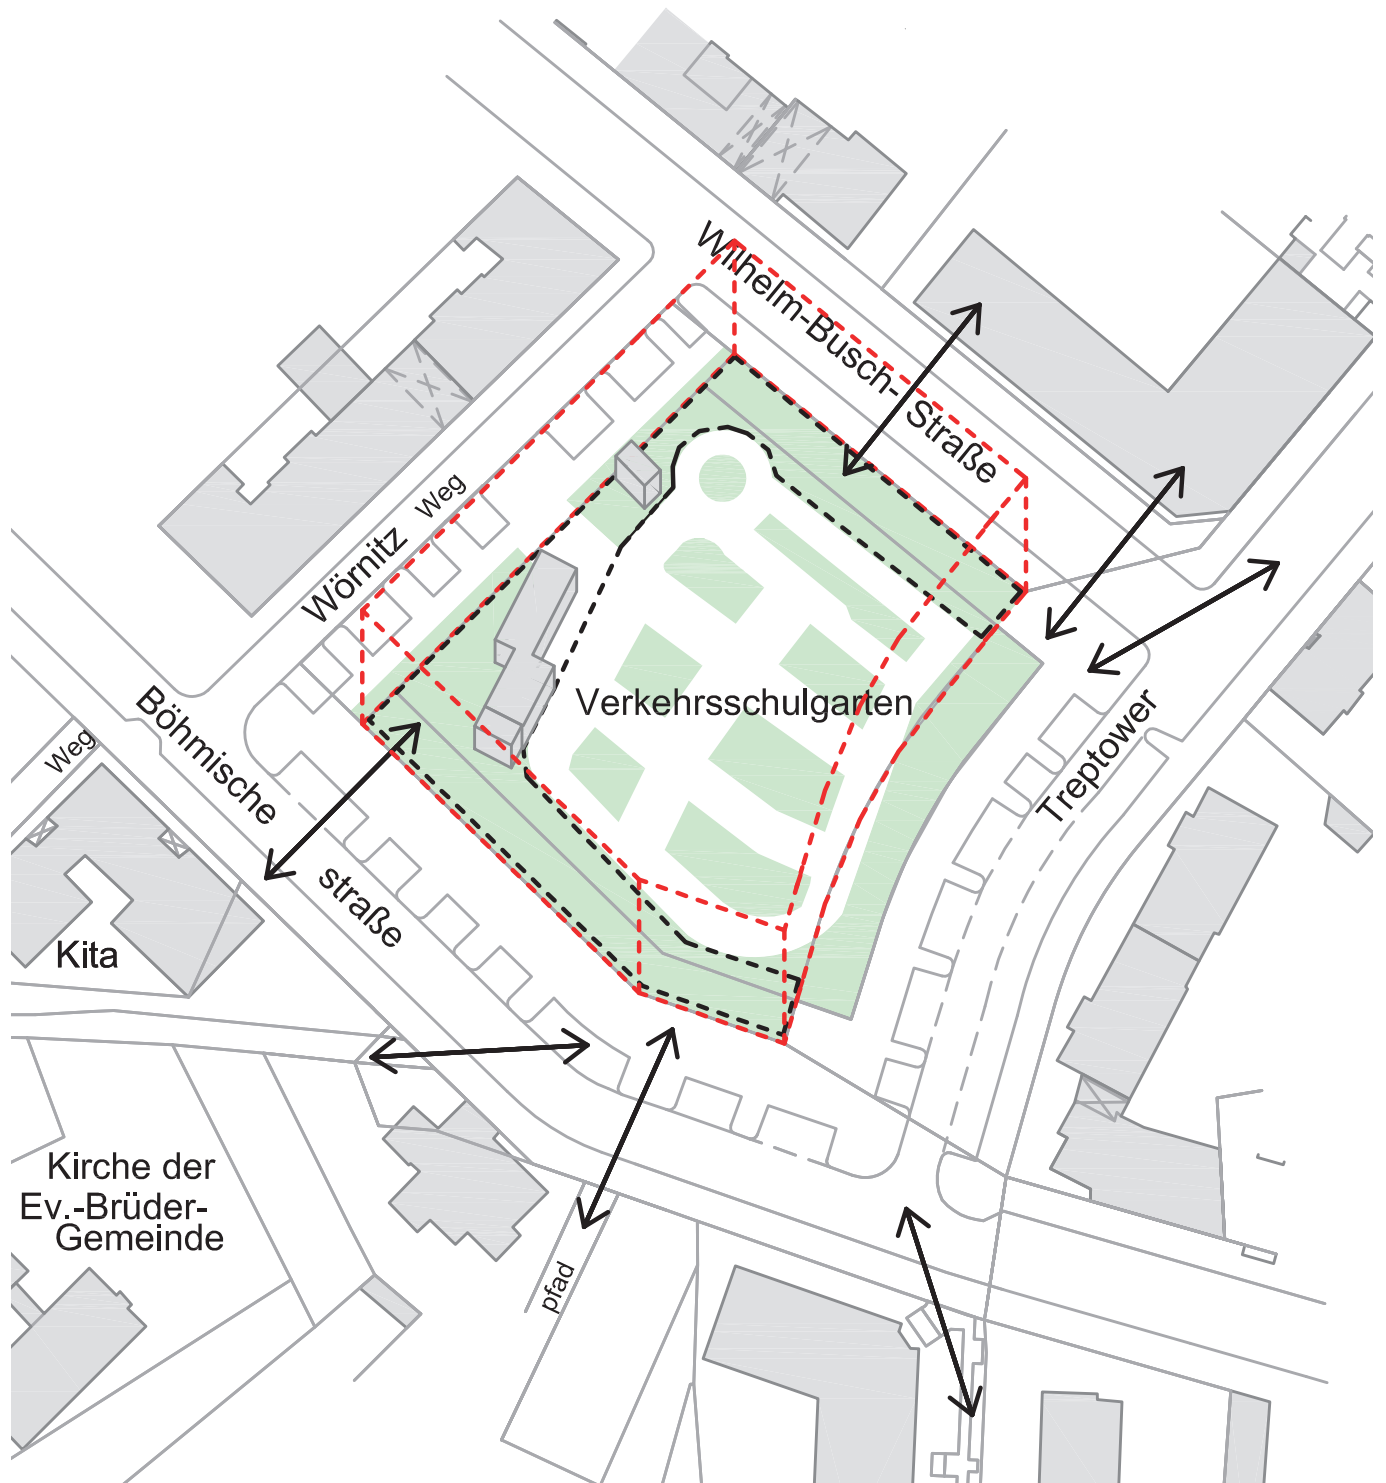 Wilhelm-Busch- Straße
Wörnitz Weg
Verkehrsschulgarten
Böhmische
straße
Weg
Treptower
Kita
Kirche der
Ev.-Brüder-
Gemeinde
pfad